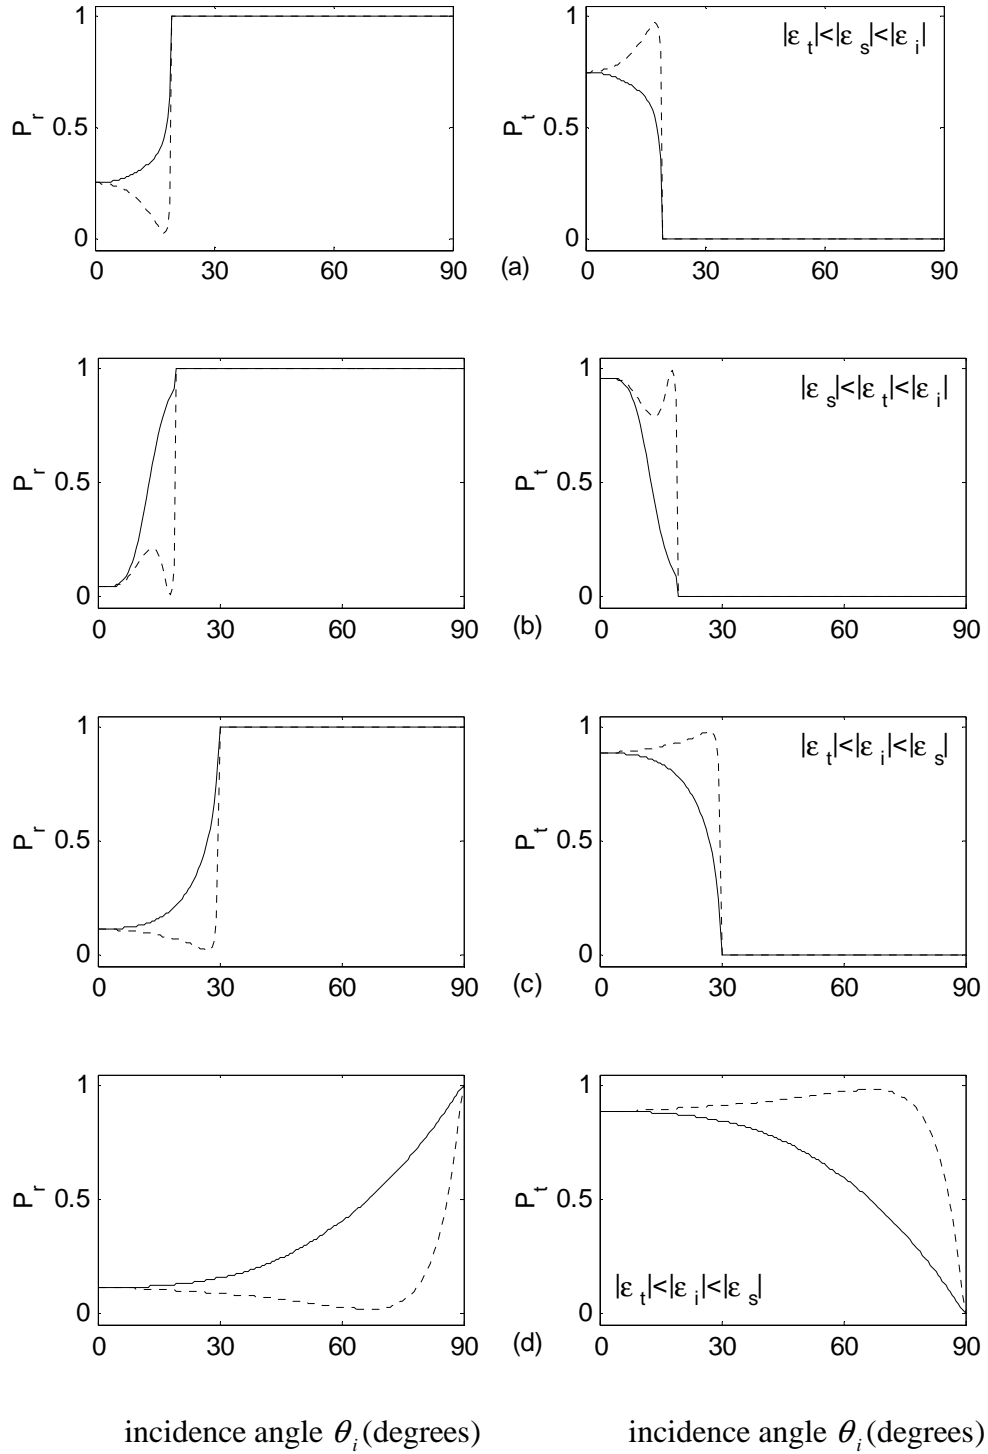 1
0.5
0
P_r
0 30 60 90
1
0.5
0
P_t
|ε_t|<|ε_s|<|ε_i|
0 30 60 90
(a)
1
0.5
0
P_r
0 30 60 90
1
0.5
0
P_t
|ε_s|<|ε_t|<|ε_i|
0 30 60 90
(b)
1
0.5
0
P_r
0 30 60 90
1
0.5
0
P_t
|ε_t|<|ε_i|<|ε_s|
0 30 60 90
(c)
1
0.5
0
P_r
0 30 60 90
1
0.5
0
P_t
|ε_t|<|ε_i|<|ε_s|
0 30 60 90
(d)
incidence angle θ_i (degrees)
incidence angle θ_i (degrees)